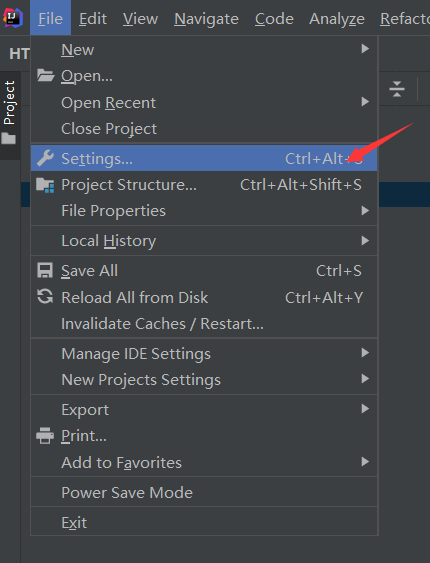 IJ
File Edit View Navigate Code Analyze Refacto
HT
Project
New
Open...
Open Recent
Close Project
Settings... Ctrl+Alt+
Project Structure... Ctrl+Alt+Shift+S
File Properties
Local History
Save All Ctrl+S
Reload All from Disk Ctrl+Alt+Y
Invalidate Caches / Restart...
Manage IDE Settings
New Projects Settings
Export
Print...
Add to Favorites
Power Save Mode
Exit